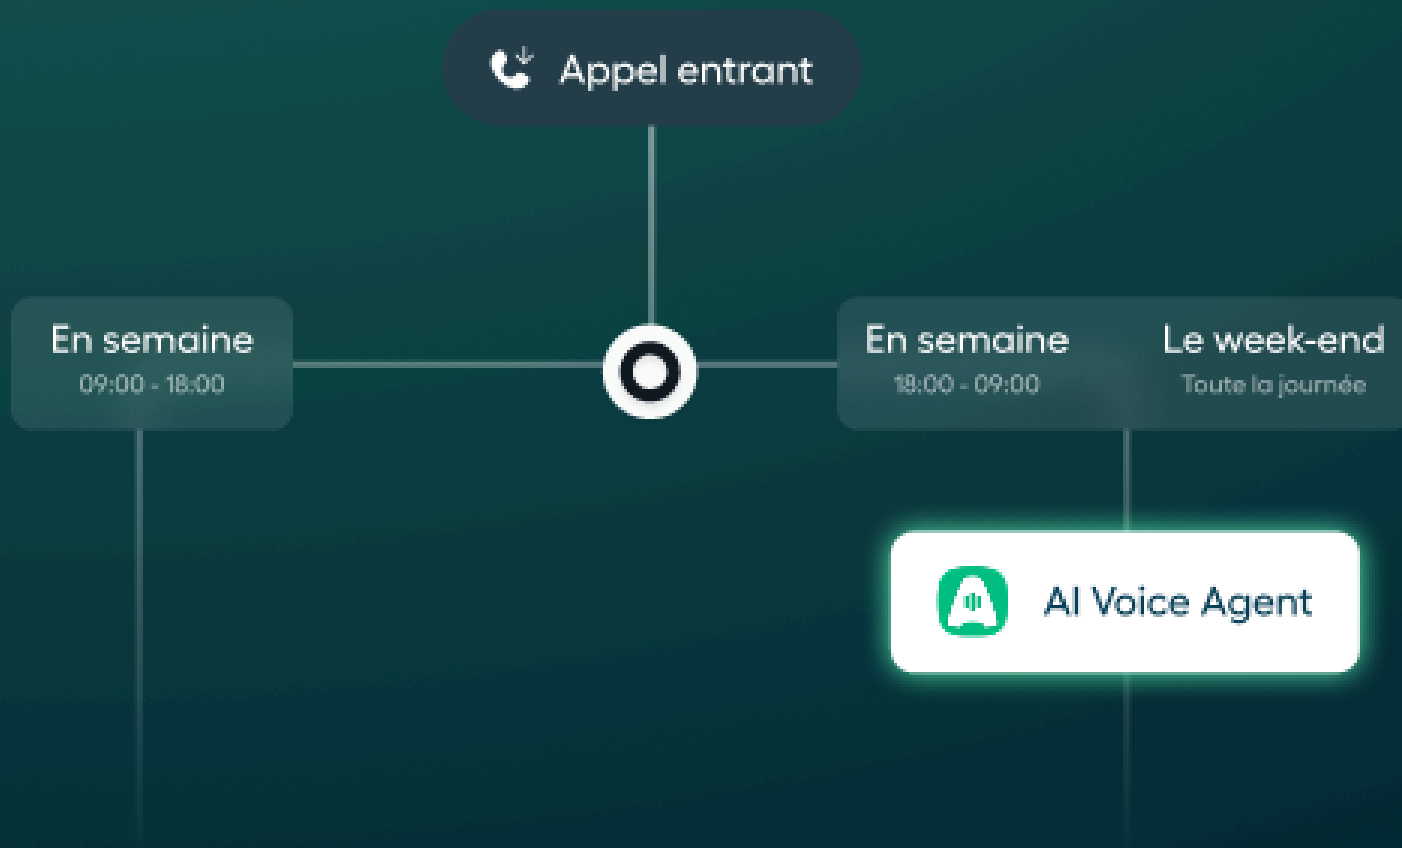 Appel entrant
En semaine
09:00 - 18:00
En semaine
18:00 - 09:00
Le week-end
Toute la journée
AI Voice Agent